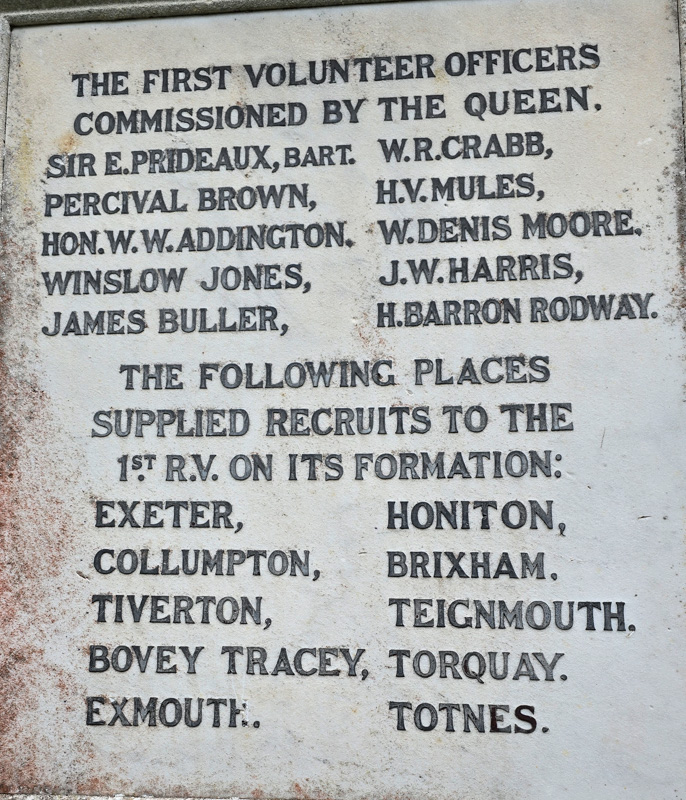 THE FIRST VOLUNTEER OFFICERS
COMMISSIONED BY THE QUEEN.
SIR E.PRIDEAUX, BART. W.R.CRABB,
PERCIVAL BROWN, H.V.MULES,
HON.W.W.ADDINGTON. W.DENIS MOORE.
WINSLOW JONES, J.W.HARRIS,
JAMES BULLER, H.BARRON RODWAY.
THE FOLLOWING PLACES
SUPPLIED RECRUITS TO THE
1ST R.V. ON ITS FORMATION:
EXETER, HONITON,
COLLUMPTON, BRIXHAM.
TIVERTON, TEIGNMOUTH.
BOVEY TRACEY, TORQUAY.
EXMOUTH. TOTNES.